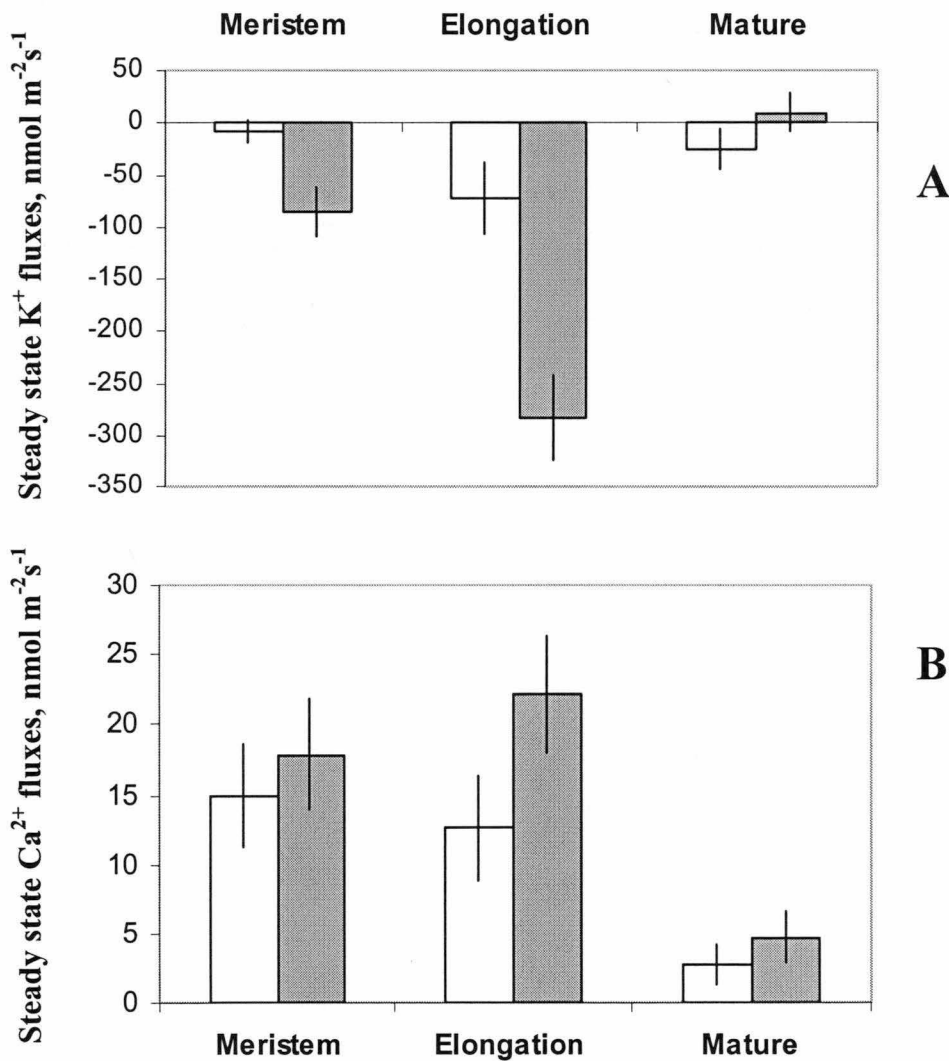 Meristem Elongation Mature
Steady state K⁺ fluxes, nmol m⁻²s⁻¹
50
0
-50
-100
-150
-200
-250
-300
-350
A
Steady state Ca²⁺ fluxes, nmol m⁻²s⁻¹
30
25
20
15
10
5
0
B
Meristem Elongation Mature